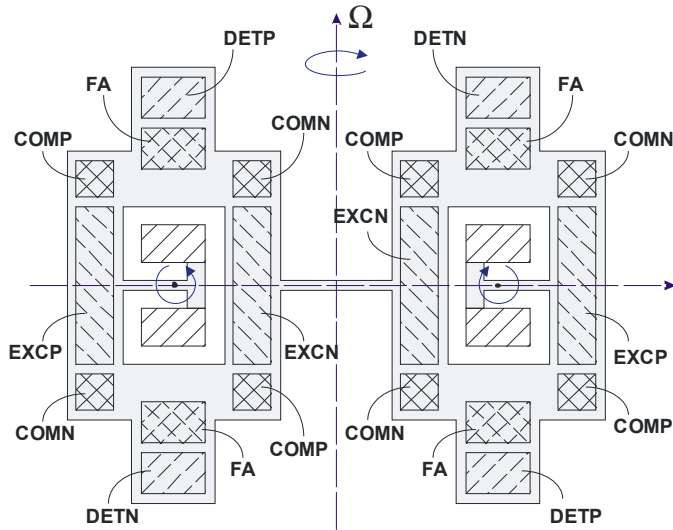 Ω
DETP
DETN
FA
FA
COMP
COMN
COMP
COMN
EXCN
EXCP
EXCN
EXCP
COMN
COMP
COMN
COMP
FA
FA
DETN
DETP